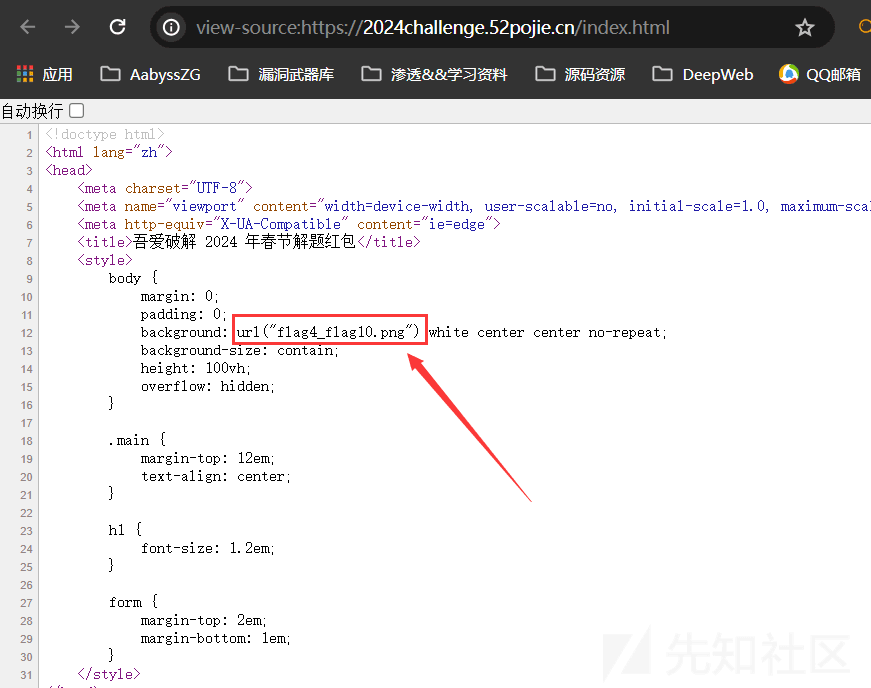 view-source:https://2024challenge.52pojie.cn/index.html
应用 AabyssZG 漏洞武器库 渗透&&学习资料 源码资源 DeepWeb QQ邮箱
自动换行
1 <!doctype html>
2 <html lang="zh">
3 <head>
4 <meta charset="UTF-8">
5 <meta name="viewport" content="width=device-width, user-scalable=no, initial-scale=1.0, maximum-scal
6 <meta http-equiv="X-UA-Compatible" content="ie=edge">
7 <title>吾爱破解 2024 年春节解题红包</title>
8 <style>
9 body {
10 margin: 0;
11 padding: 0;
12 background: url("flag4_flag10.png") white center center no-repeat;
13 background-size: contain;
14 height: 100vh;
15 overflow: hidden;
16 }
17
18 .main {
19 margin-top: 12em;
20 text-align: center;
21 }
22
23 h1 {
24 font-size: 1.2em;
25 }
26
27 form {
28 margin-top: 2em;
29 margin-bottom: 1em;
30 }
31 </style>
先知社区